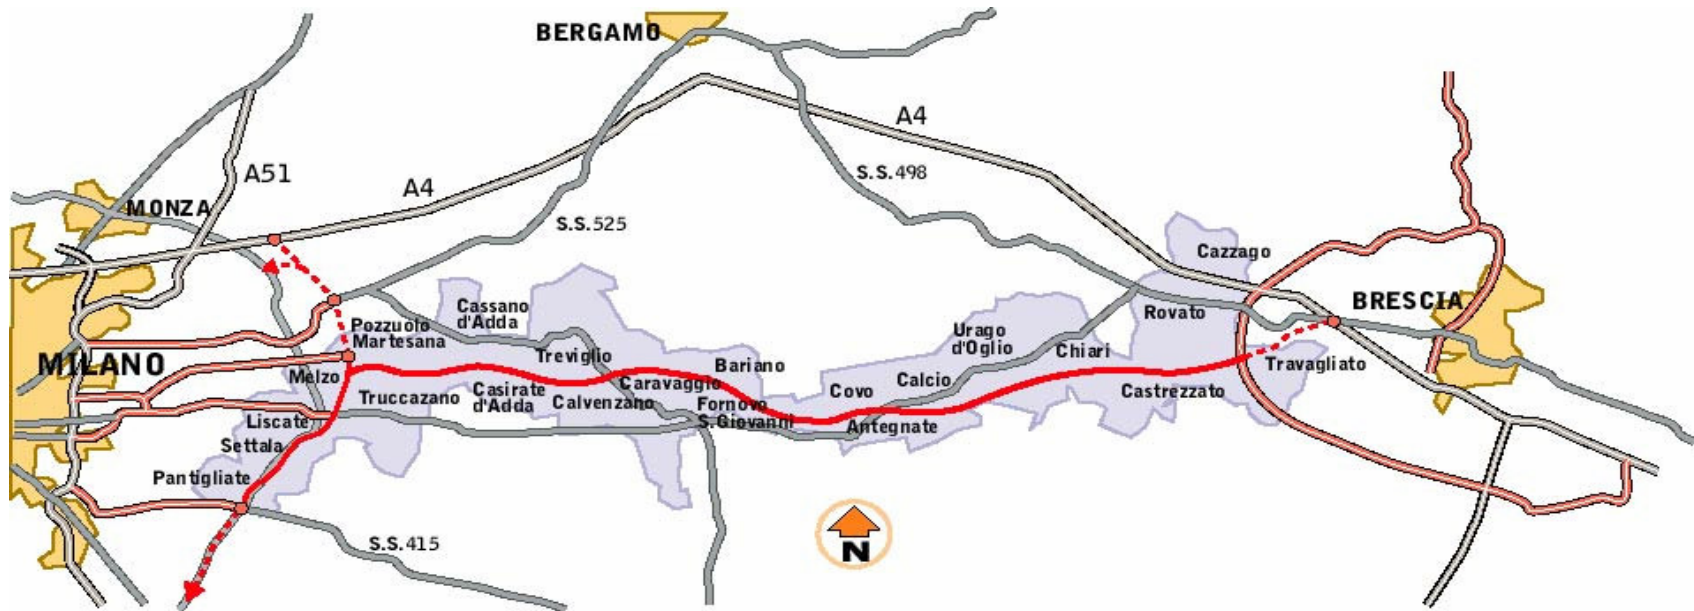 BERGAMO
A4
A51
A4
S.S.498
MONZA
S.S.525
Cazzago
BRESCIA
Cassano
d'Adda
Pozzuolo
Martesana
Rovato
Urago
d'Oglio
MILANO
Treviglio
Chiari
Bariano
Travagliato
Melzo
Calcio
Caravaggio
Covo
Castrezzato
Casirate
d'Adda
Truccazano
Calvenzano
Fornovo
S.Giovanni
Liscate
Antegnate
Settala
Pantigliate
S.S.415
N